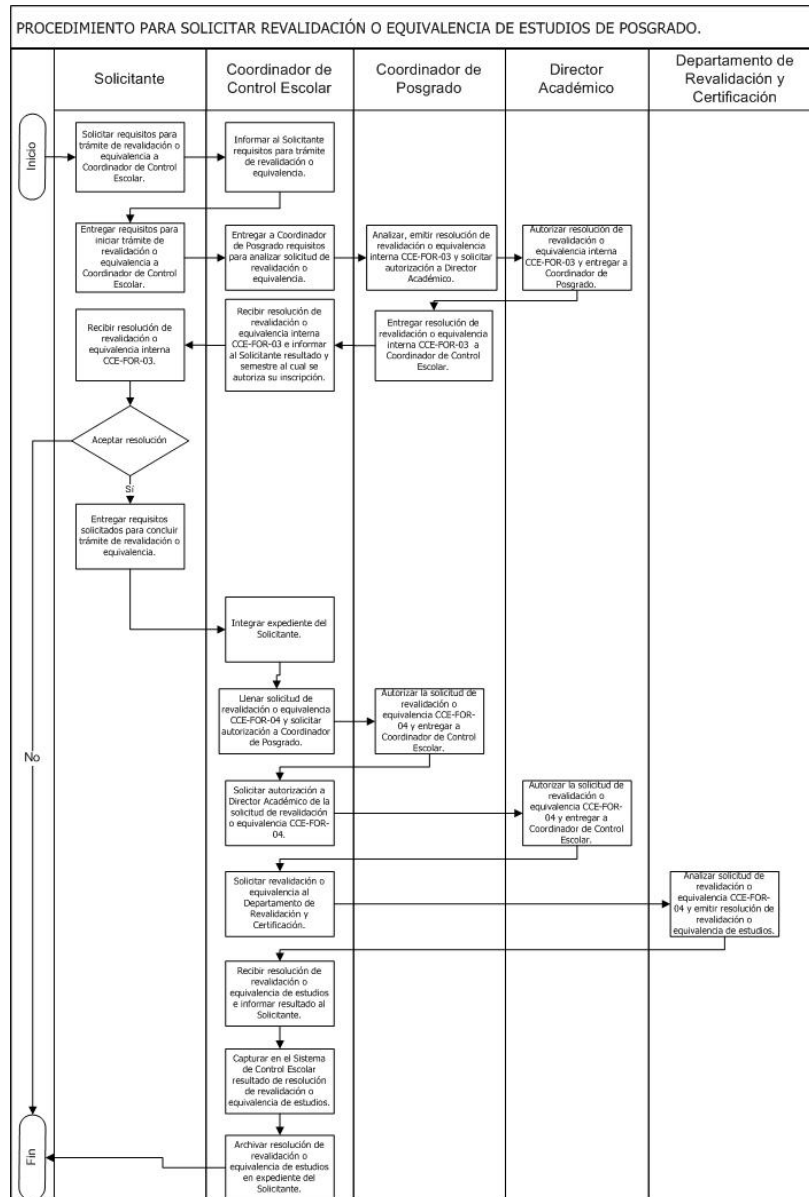 PROCEDIMIENTO PARA SOLICITAR REVALIDACIÓN O EQUIVALENCIA DE ESTUDIOS DE POSGRADO.
Solicitante
Coordinador de
Control Escolar
Coordinador de
Posgrado
Director
Académico
Departamento de
Revalidación y
Certificación
Inicio
Solicitar requisitos para
trámite de revalidación o
equivalencia a
Coordinador de Control
Escolar.
Informar al Solicitante
requisitos para trámite
de revalidación o
equivalencia.
Entregar requisitos para
iniciar trámite de
revalidación o
equivalencia a
Coordinador de Control
Escolar.
Entregar a Coordinador
de Posgrado requisitos
para analizar solicitud de
revalidación o
equivalencia.
Analizar, emitir resolución de
revalidación o equivalencia
interna CCE-FOR-03 y solicitar
autorización a Director
Académico.
Autorizar resolución de
revalidación o
equivalencia interna
CCE-FOR-03 y entregar a
Coordinador de
Posgrado.
Recibir resolución de
revalidación o
equivalencia interna
CCE-FOR-03.
Recibir resolución de
revalidación o
equivalencia interna
CCE-FOR-03 e informar
al Solicitante resultado y
semestre al cual se
autoriza su inscripción.
Entregar resolución de
revalidación o equivalencia
interna CCE-FOR-03 a
Coordinador de Control
Escolar.
Aceptar resolución
Sí
Entregar requisitos
solicitados para concluir
trámite de revalidación o
equivalencia.
Integrar expediente del
Solicitante.
Llenar solicitud de
revalidación o equivalencia
CCE-FOR-04 y solicitar
autorización a Coordinador
de Posgrado.
Autorizar la solicitud de
revalidación o
equivalencia CCE-FOR-
04 y entregar a
Coordinador de Control
Escolar.
No
Solicitar autorización a
Director Académico de la
solicitud de revalidación
o equivalencia CCE-FOR-
04.
Autorizar la solicitud de
revalidación o
equivalencia CCE-FOR-
04 y entregar a
Coordinador de Control
Escolar.
Solicitar revalidación o
equivalencia al
Departamento de
Revalidación y
Certificación.
Analizar solicitud de
revalidación o
equivalencia CCE-FOR-
04 y emitir resolución de
revalidación o
equivalencia de estudios.
Recibir resolución de
revalidación o
equivalencia de estudios
e informar resultado al
Solicitante.
Capturar en el Sistema
de Control Escolar
resultado de resolución
de revalidación o
equivalencia de estudios.
Archivar resolución de
revalidación o
equivalencia de estudios
en expediente del
Solicitante.
Fin